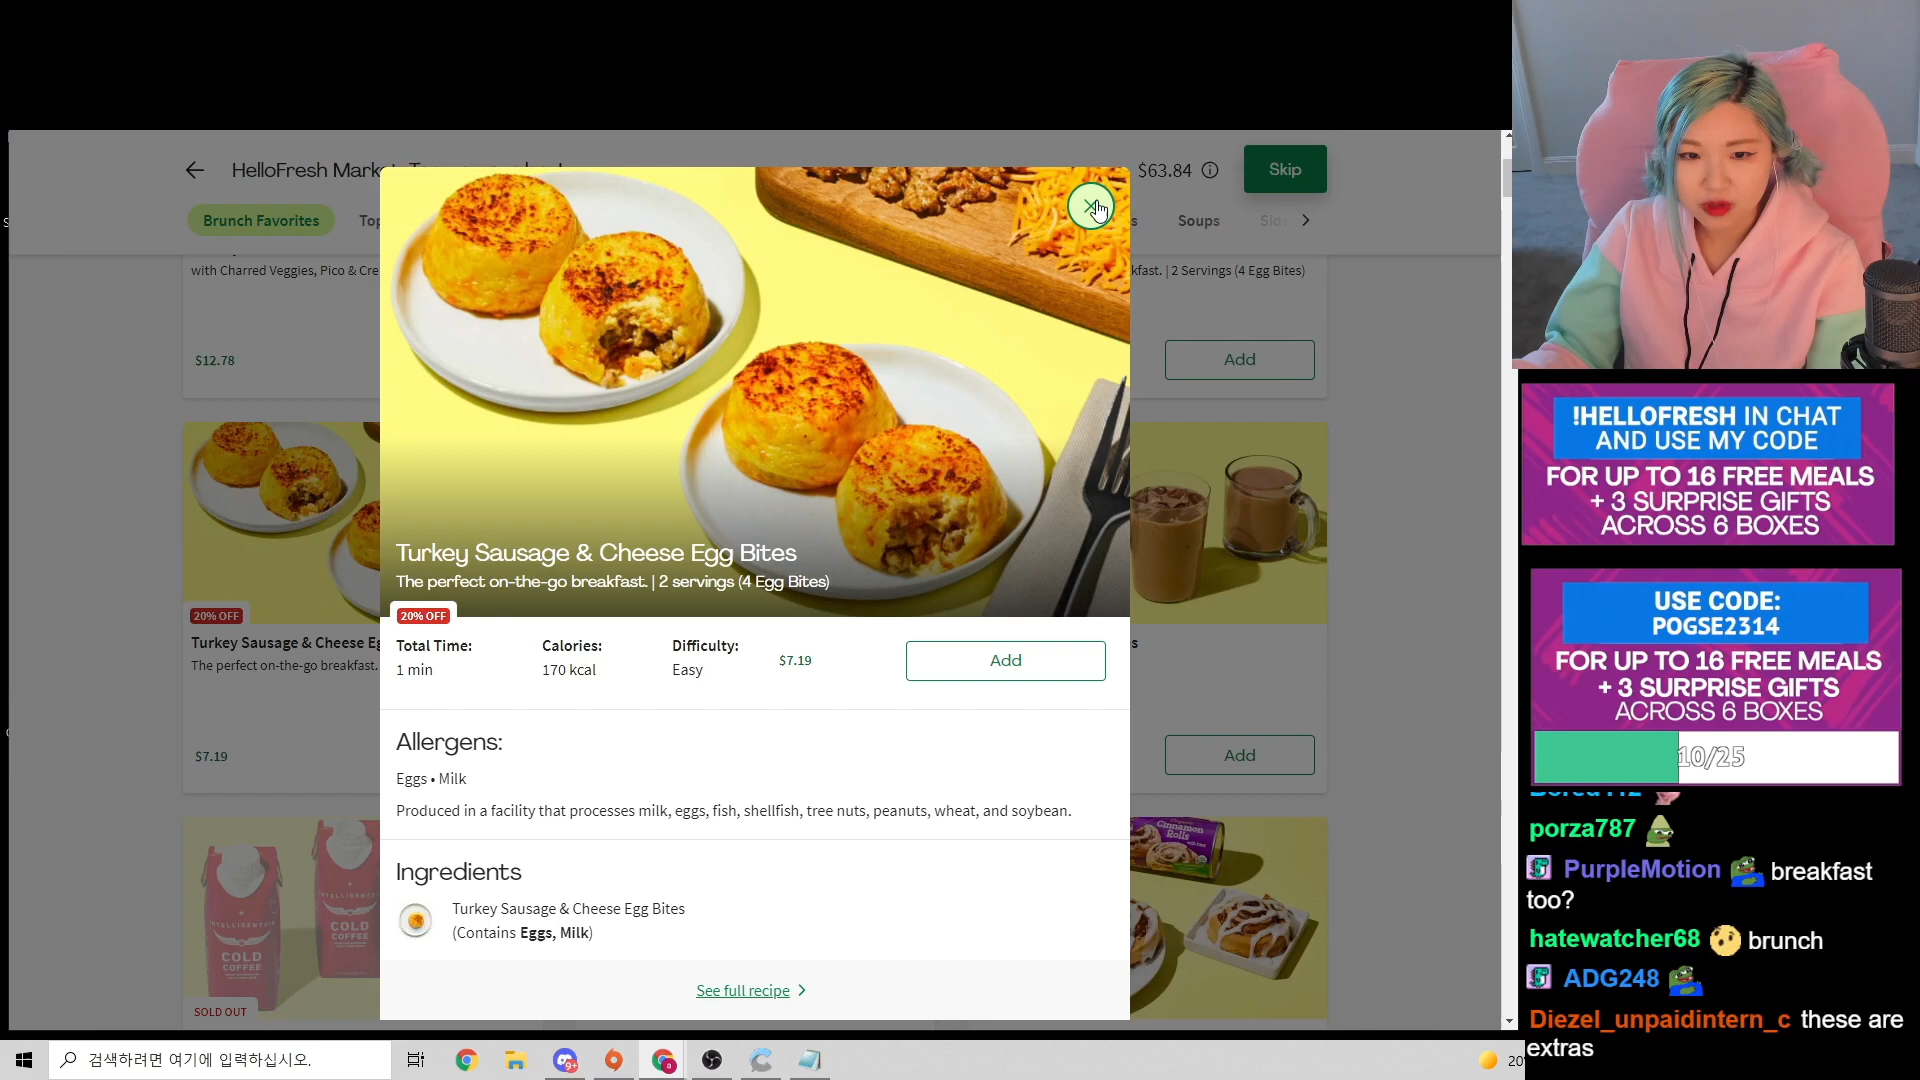 HelloFresh Mark
$63.84
Skip
Brunch Favorites
Top
Soups
with Charred Veggies, Pico & Cre
$12.78
kfast. | 2 Servings (4 Egg Bites)
Add
20% OFF
Turkey Sausage & Cheese Eg
The perfect on-the-go breakfast.
$7.19
Add
INTELLIGENTSIA
COLD
COFFEE
COLD
COFFEE
SOLD OUT
Cinnamon
Rolls
Turkey Sausage & Cheese Egg Bites
The perfect on-the-go breakfast. | 2 servings (4 Egg Bites)
20% OFF
Total Time:
1 min
Calories:
170 kcal
Difficulty:
Easy
$7.19
Add
Allergens:
Eggs • Milk
Produced in a facility that processes milk, eggs, fish, shellfish, tree nuts, peanuts, wheat, and soybean.
Ingredients
Turkey Sausage & Cheese Egg Bites
(Contains Eggs, Milk)
See full recipe
!HELLOFRESH IN CHAT
AND USE MY CODE
FOR UP TO 16 FREE MEALS
+ 3 SURPRISE GIFTS
ACROSS 6 BOXES
USE CODE:
POGSE2314
FOR UP TO 16 FREE MEALS
+ 3 SURPRISE GIFTS
ACROSS 6 BOXES
10/25
porza787
PurpleMotion breakfast
too?
hatewatcher68 brunch
ADG248
Diezel_unpaidintern_c these are
extras
검색하려면 여기에 입력하십시오.
9+
20